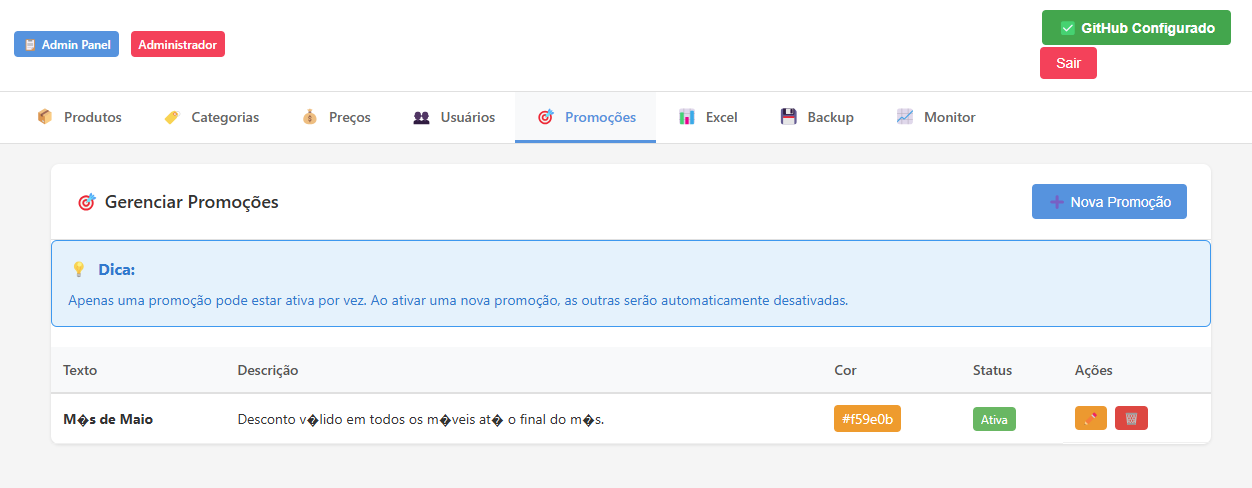 Admin Panel
Administrador
GitHub Configurado
Sair
Produtos
Categorias
Preços
Usuários
Promoções
Excel
Backup
Monitor
Gerenciar Promoções
Nova Promoção
Dica:
Apenas uma promoção pode estar ativa por vez. Ao ativar uma nova promoção, as outras serão automaticamente desativadas.
Texto Descrição Cor Status Ações
M�s de Maio Desconto v�lido em todos os m�veis at� o final do m�s. #f59e0b Ativa